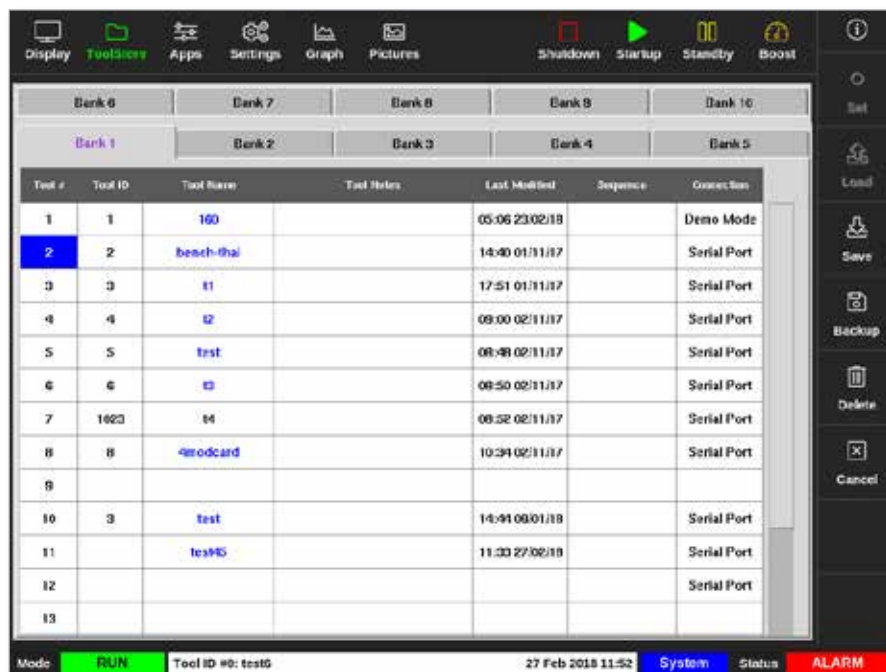 Display ToolStore Apps Settings Graph Pictures Shutdown Startup Standby Boost
Bank 6 Bank 7 Bank 8 Bank 9 Bank 10
Bank 1 Bank 2 Bank 3 Bank 4 Bank 5
Tool # Tool ID Tool Name Tool Notes Last Modified Sequence Connection
1 1 160 05:06 23/02/18 Demo Mode
2 2 bench-thai 14:40 01/11/17 Serial Port
3 3 t1 17:51 01/11/17 Serial Port
4 4 t2 09:00 02/11/17 Serial Port
5 5 test 08:48 02/11/17 Serial Port
6 6 t3 08:50 02/11/17 Serial Port
7 1023 t4 08:52 02/11/17 Serial Port
8 8 4modcard 10:34 02/11/17 Serial Port
9
10 3 test 14:44 09/01/18 Serial Port
11 test45 11:33 27/02/18 Serial Port
12 Serial Port
13
Set
Load
Save
Backup
Delete
Cancel
Mode RUN Tool ID #0: test6 27 Feb 2018 11:52 System Status ALARM